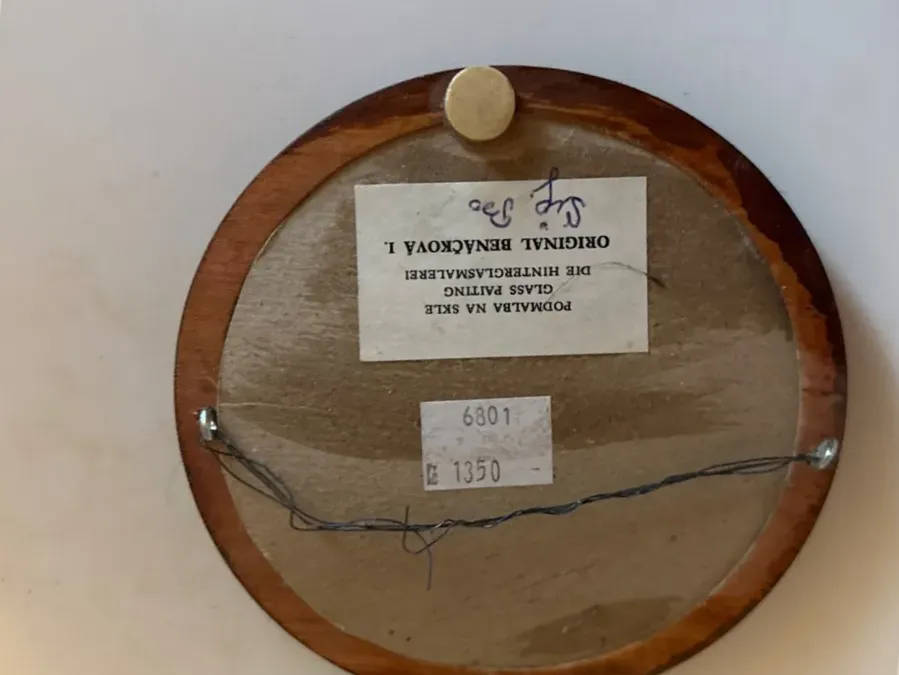 PODMALBA NA SKLE
GLASS PAITING
DIE HINTERGLASMALEREI
ORIGINAL BENÁČKOVÁ I.
6801
1350 -